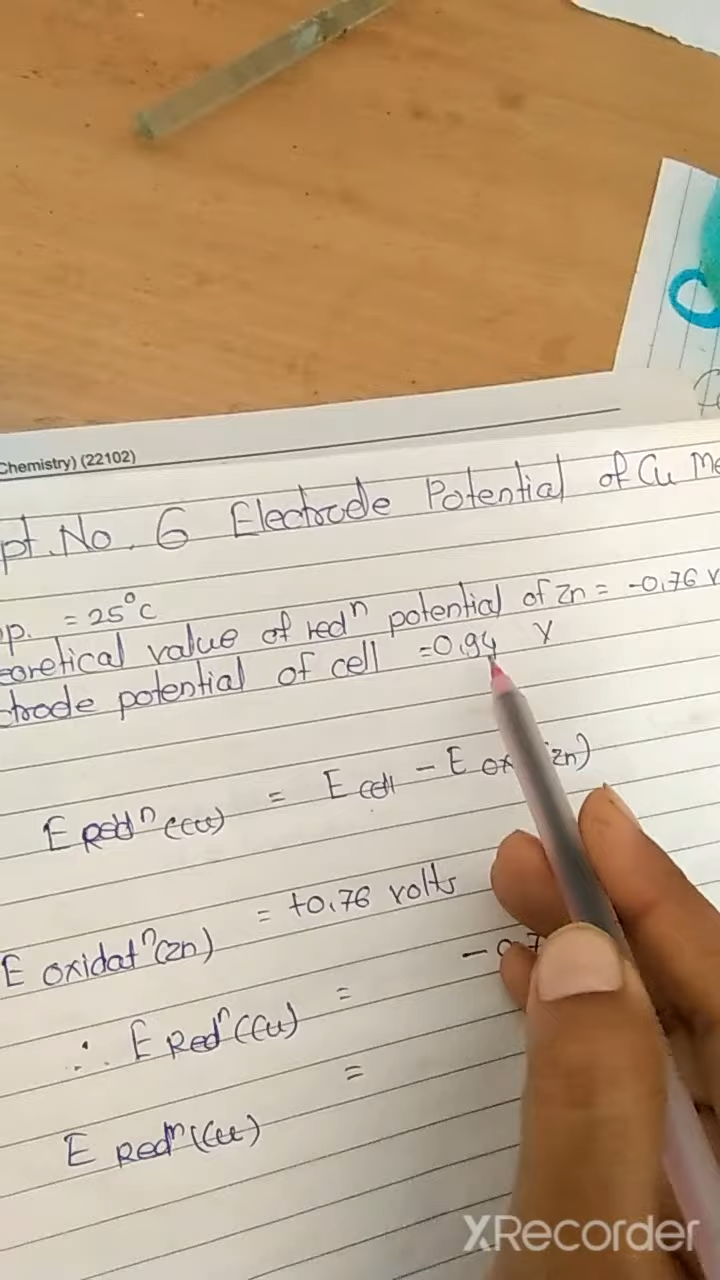 Chemistry) (22102)
pt. No. 6 Electrode Potential of Cu Me
p. = 25°c
eoretical value of redⁿ potential of Zn = -0.76 v
ctrode potential of cell = 0.94 V
E redⁿ (Cu) = E cell - E ox (zn)
E oxidatⁿ (zn) = +0.76 volts
∴ E Redⁿ (Cu) = - 0.7
=
E Redⁿ (Cu)
XRecorder